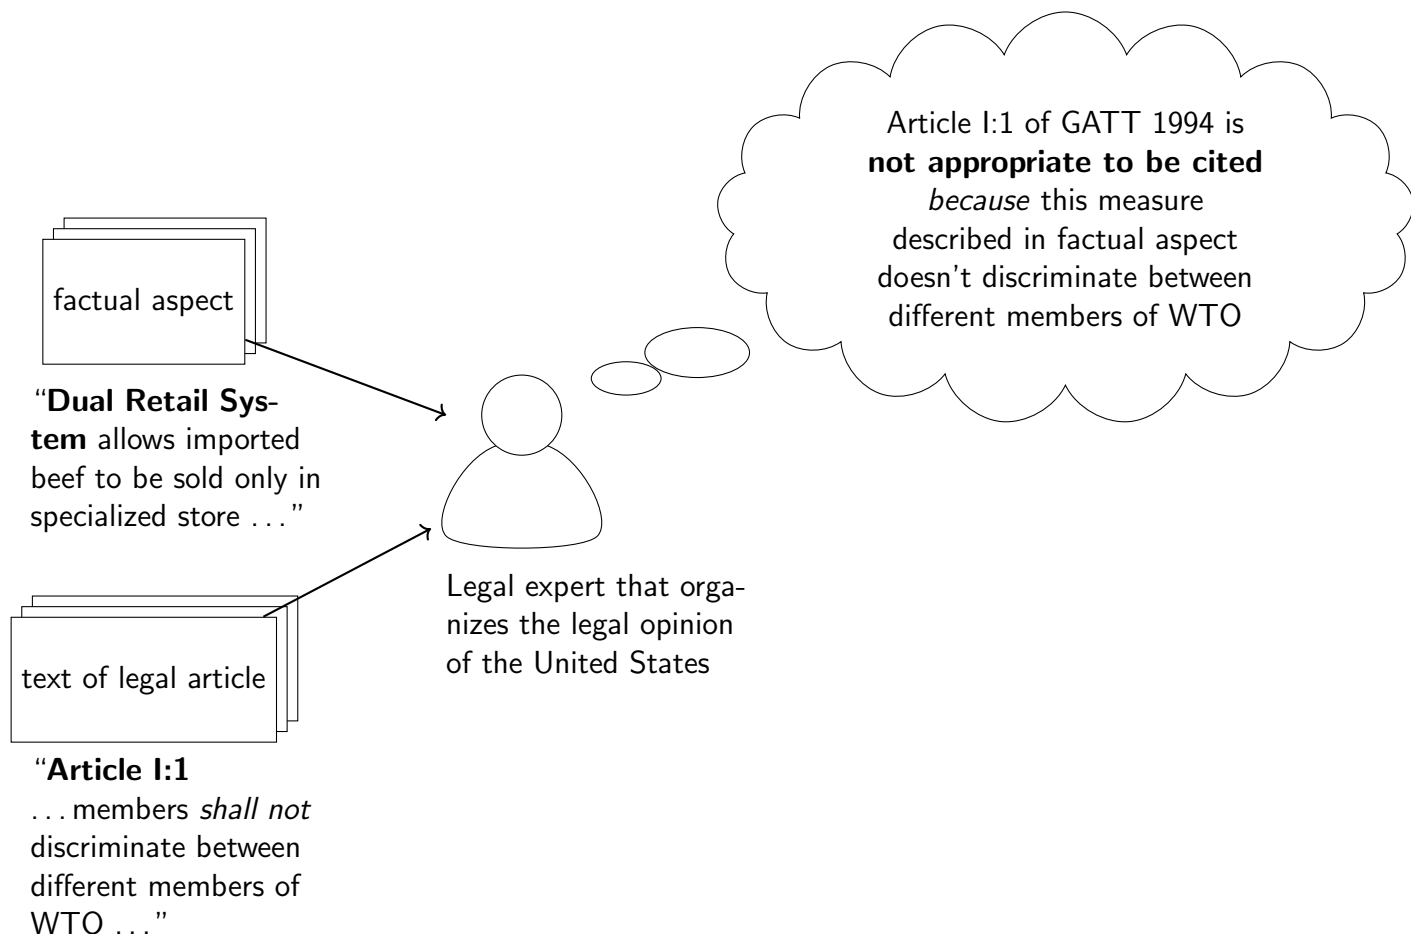 Article I:1 of GATT 1994 is
not appropriate to be cited
because this measure
described in factual aspect
doesn't discriminate between
different members of WTO
factual aspect
“Dual Retail Sys-
tem allows imported
beef to be sold only in
specialized store . . . ”
Legal expert that orga-
nizes the legal opinion
of the United States
text of legal article
“Article I:1
. . . members shall not
discriminate between
different members of
WTO . . . ”